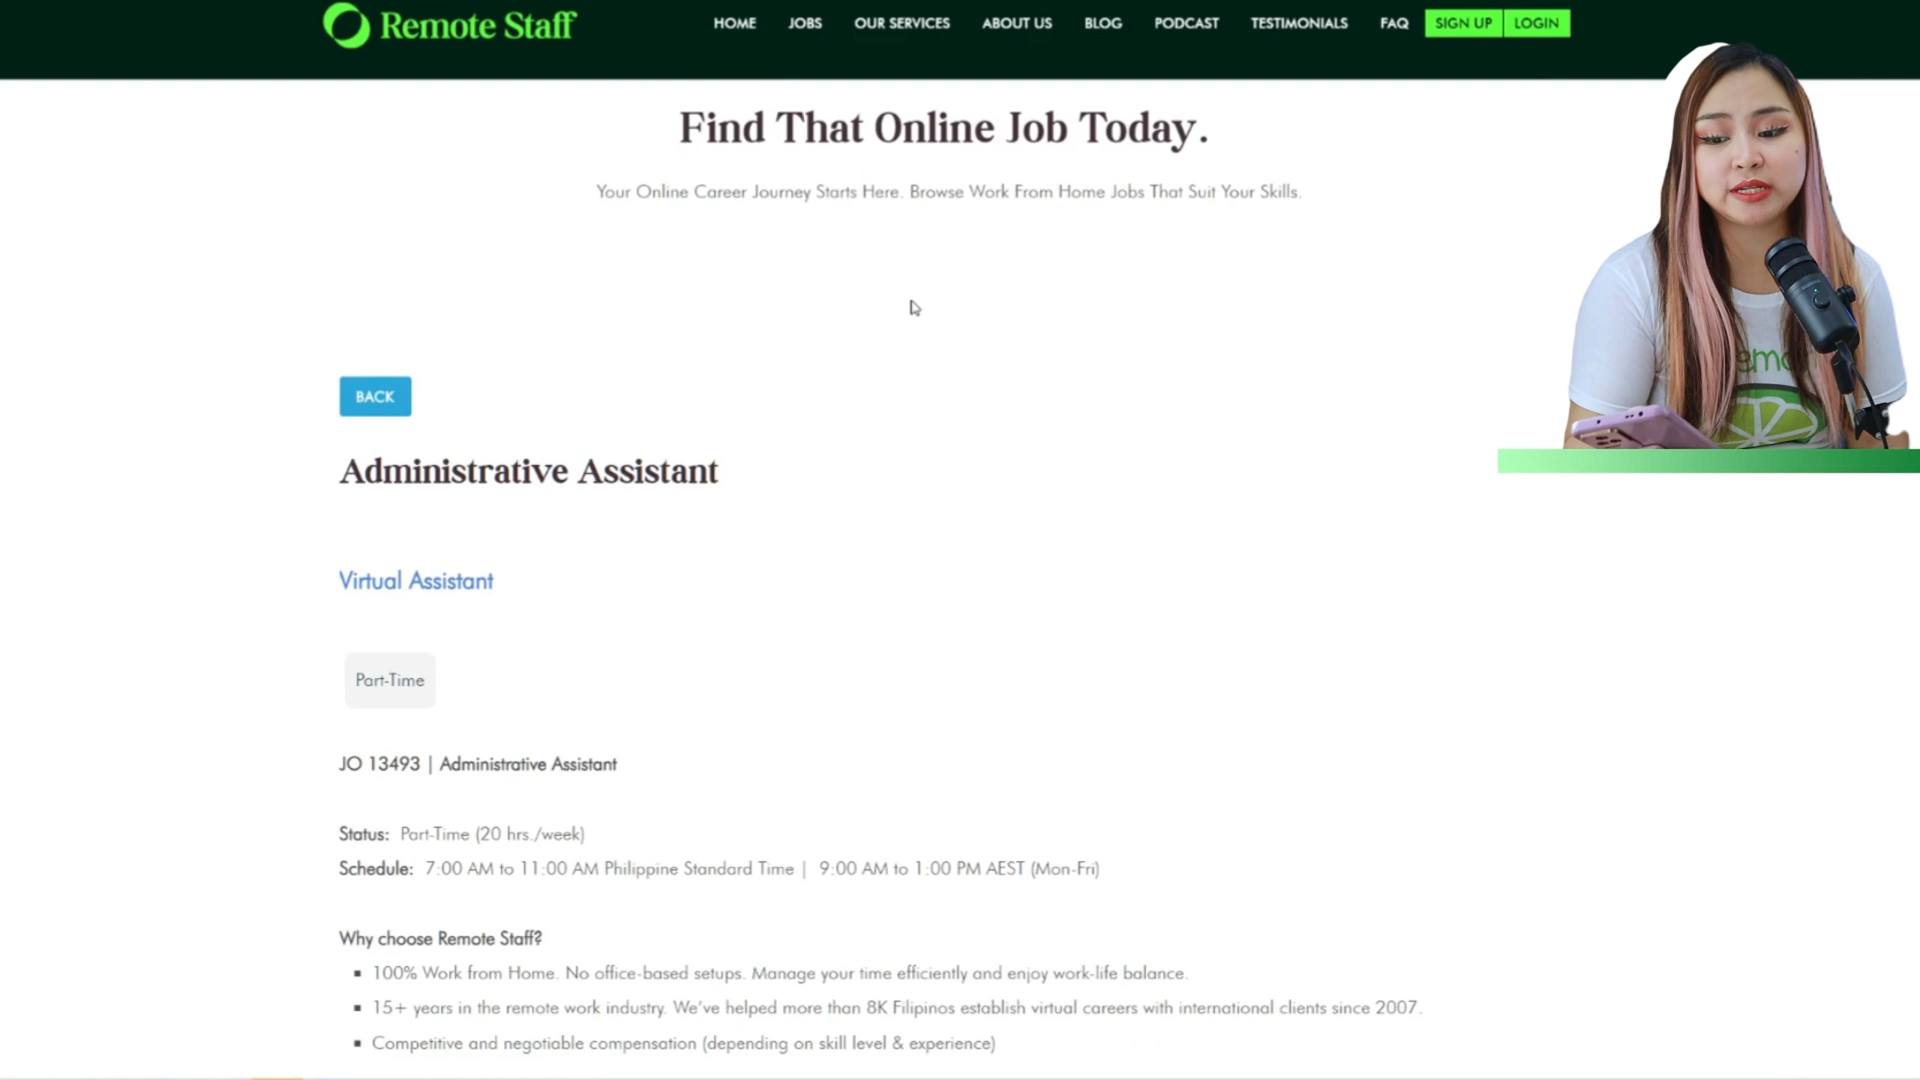 Remote Staff
HOME JOBS OUR SERVICES ABOUT US BLOG PODCAST TESTIMONIALS FAQ SIGN UP LOGIN
Find That Online Job Today.
Your Online Career Journey Starts Here. Browse Work From Home Jobs That Suit Your Skills.
BACK
Administrative Assistant
Virtual Assistant
Part-Time
JO 13493 | Administrative Assistant
Status: Part-Time (20 hrs./week)
Schedule: 7:00 AM to 11:00 AM Philippine Standard Time | 9:00 AM to 1:00 PM AEST (Mon-Fri)
Why choose Remote Staff?
▪ 100% Work from Home. No office-based setups. Manage your time efficiently and enjoy work-life balance.
▪ 15+ years in the remote work industry. We've helped more than 8K Filipinos establish virtual careers with international clients since 2007.
▪ Competitive and negotiable compensation (depending on skill level & experience)